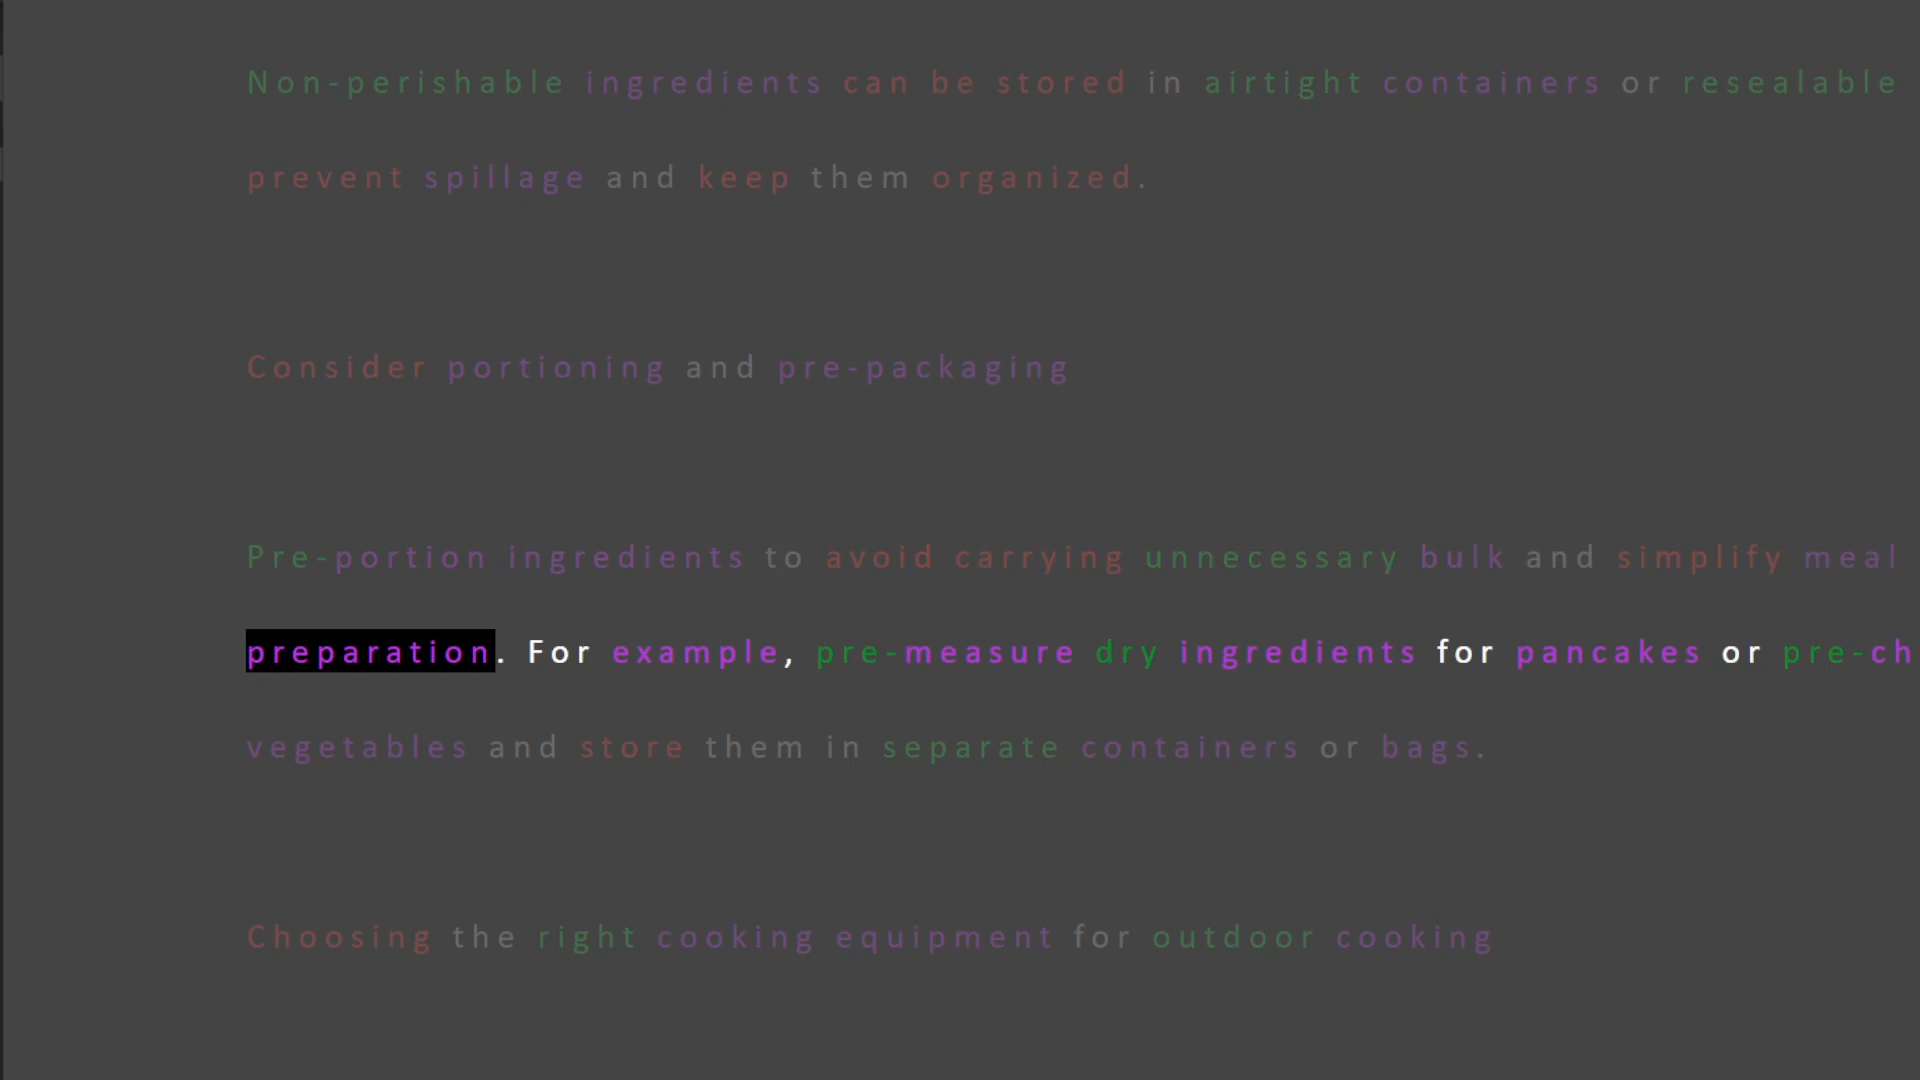 Non-perishable ingredients can be stored in airtight containers or resealable
prevent spillage and keep them organized.
Consider portioning and pre-packaging
Pre-portion ingredients to avoid carrying unnecessary bulk and simplify meal
preparation. For example, pre-measure dry ingredients for pancakes or pre-ch
vegetables and store them in separate containers or bags.
Choosing the right cooking equipment for outdoor cooking